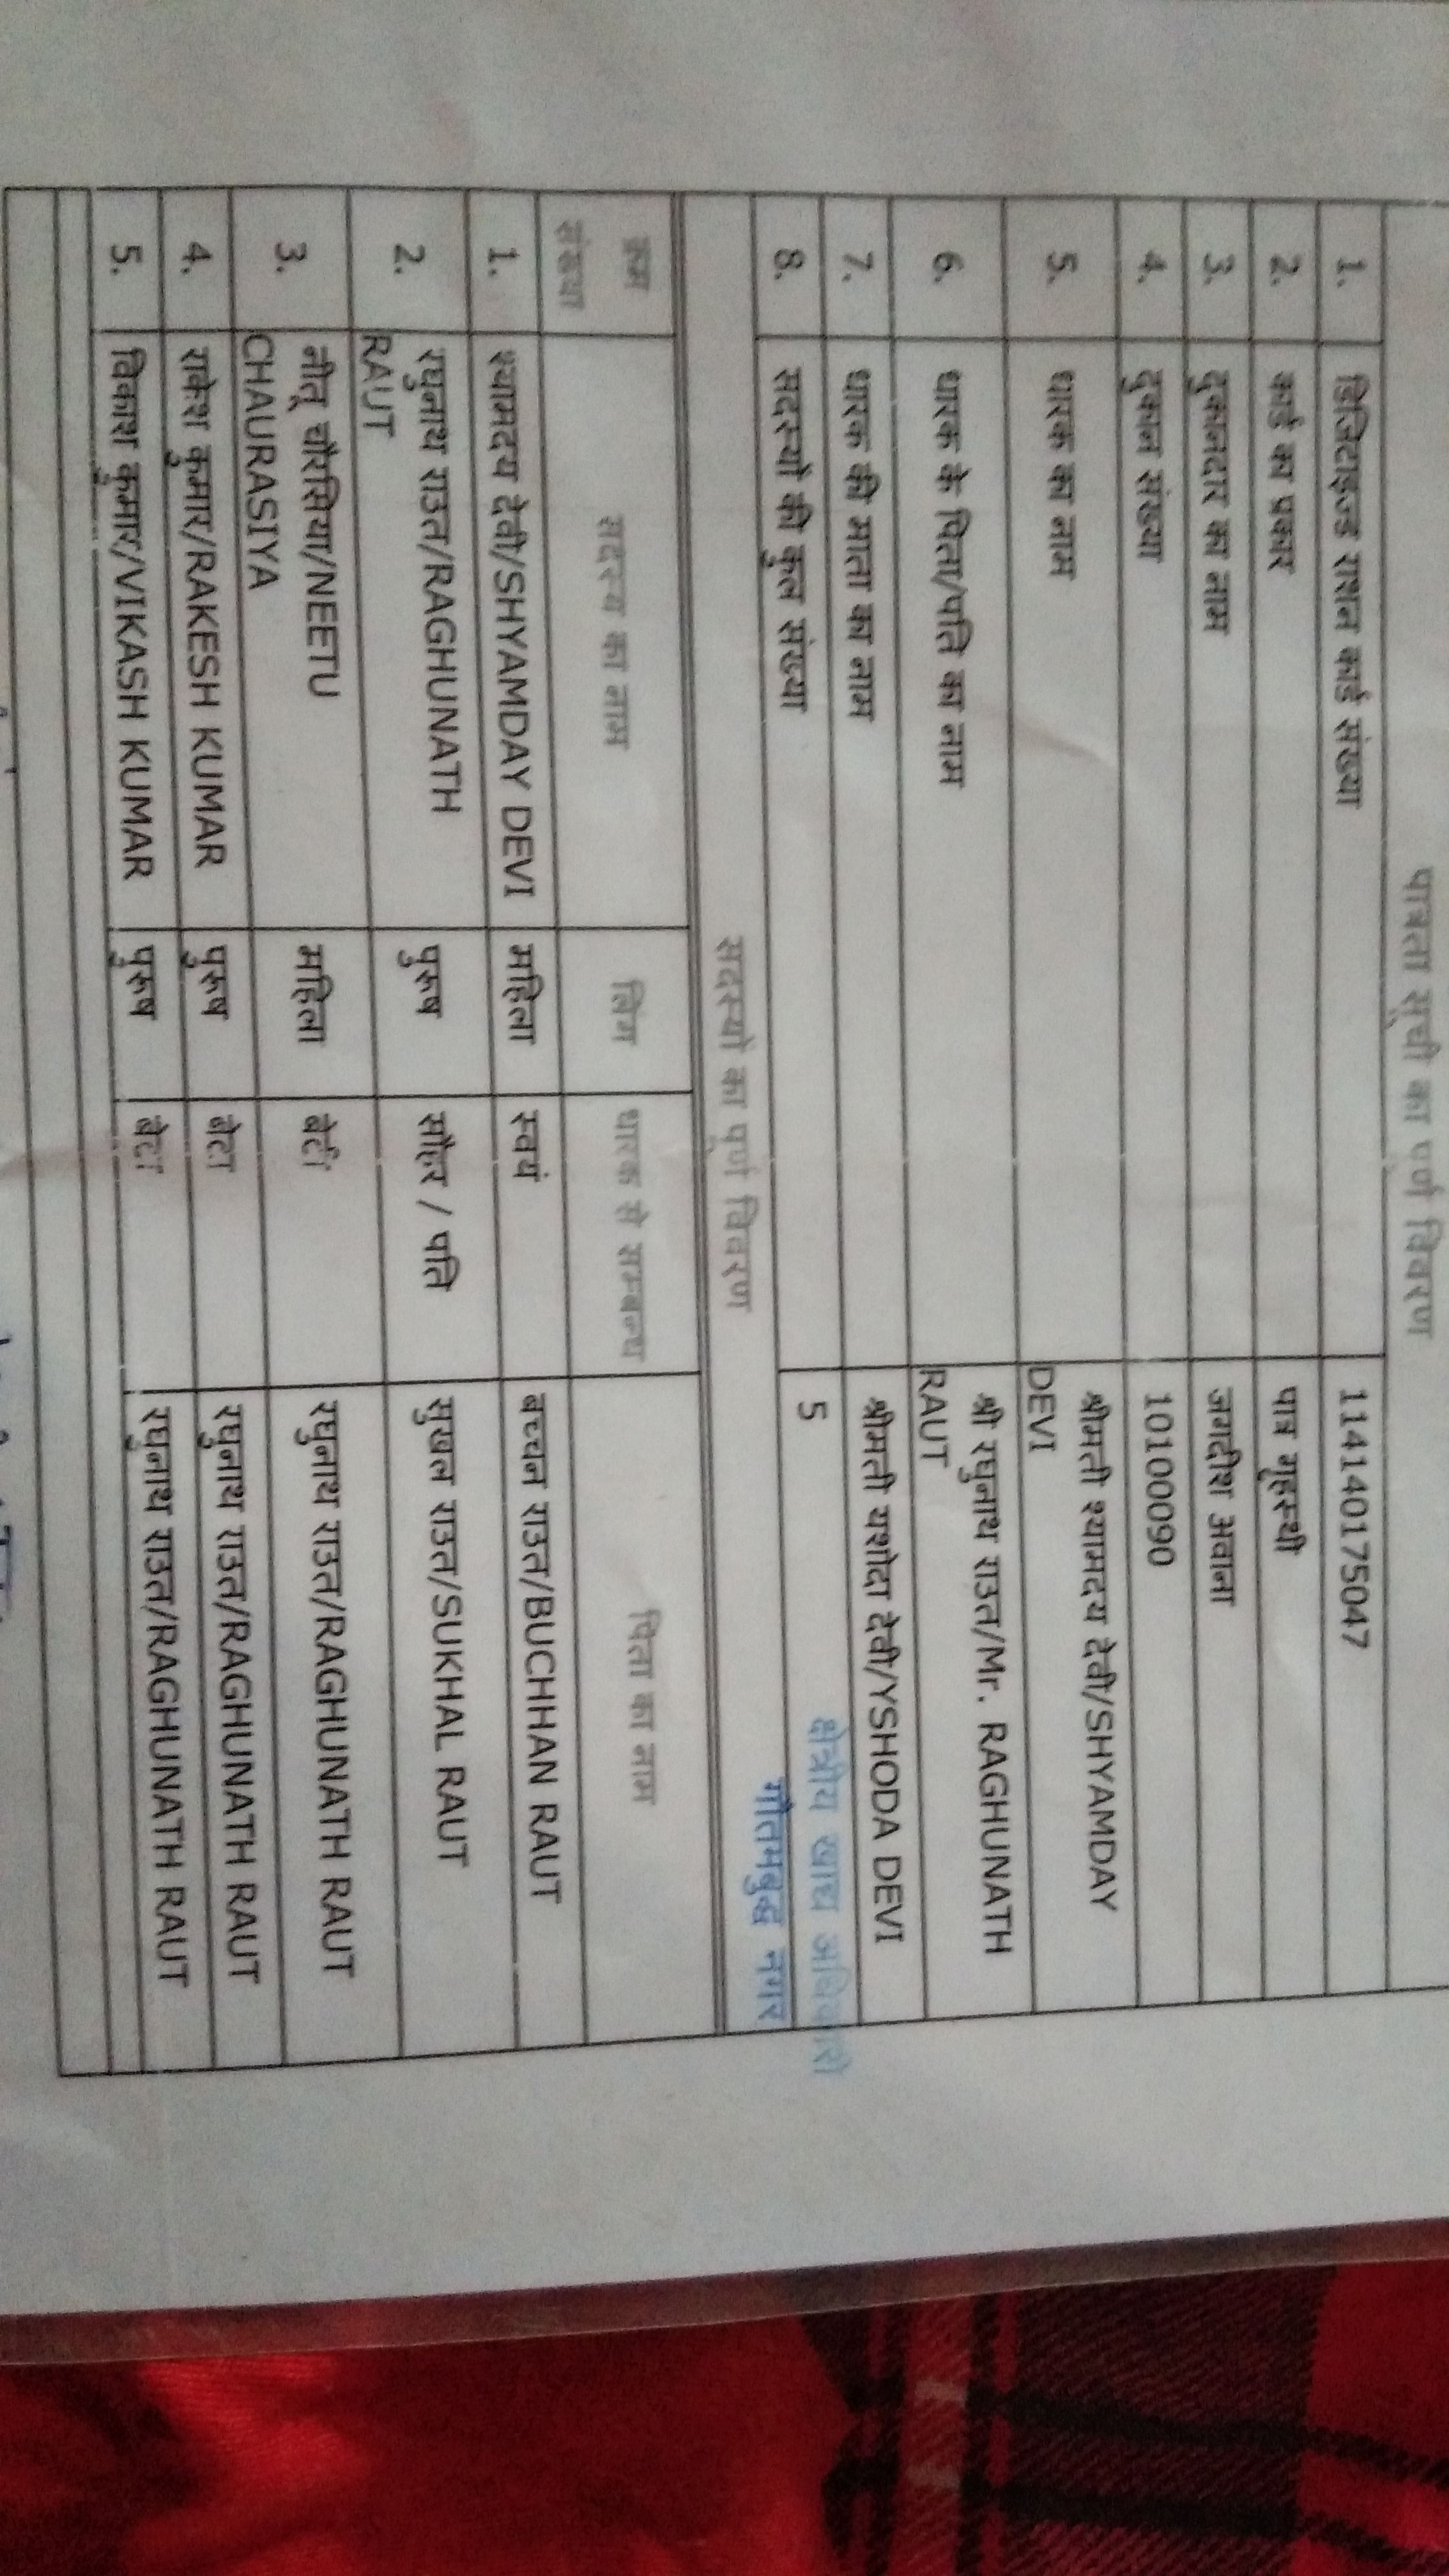 पात्रता सूची का पूर्ण विवरण
1. डिजिटाइज्ड राशन कार्ड संख्या 114140175047
2. कार्ड का प्रकार पात्र गृहस्थी
3. दुकानदार का नाम जगदीश अवाना
4. दुकान संख्या 10100090
5. धारक का नाम श्रीमती श्यामदय देवी/SHYAMDAY
DEVI
6. धारक के पिता/पति का नाम श्री रघुनाथ राउत/Mr. RAGHUNATH
RAUT
7. धारक की माता का नाम श्रीमती यशोदा देवी/YSHODA DEVI
8. सदस्यों की कुल संख्या 5
क्षेत्रीय खाद्य अधिकारी
गौतमबुद्ध नगर
सदस्यों का पूर्ण विवरण
क्रम संख्या सदस्य का नाम लिंग धारक से सम्बन्ध पिता का नाम
1. श्यामदय देवी/SHYAMDAY DEVI महिला स्वयं बच्चन राउत/BUCHHAN RAUT
2. रघुनाथ राउत/RAGHUNATH पुरूष सौहर / पति सुखल राउत/SUKHAL RAUT
RAUT
3. नीतू चौरसिया/NEETU महिला बेटी रघुनाथ राउत/RAGHUNATH RAUT
CHAURASIYA
4. राकेश कुमार/RAKESH KUMAR पुरूष बेटा रघुनाथ राउत/RAGHUNATH RAUT
5. विकाश कुमार/VIKASH KUMAR पुरूष बेटा रघुनाथ राउत/RAGHUNATH RAUT